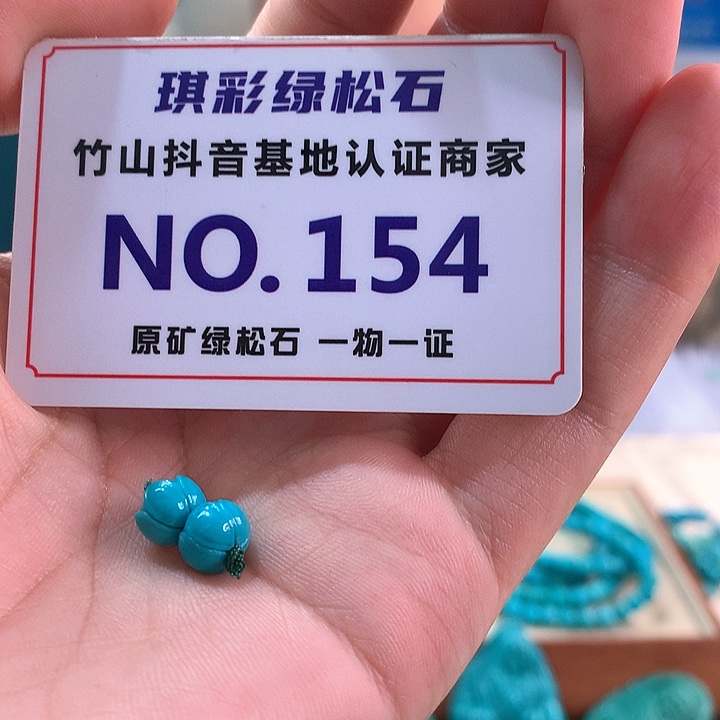 琪彩绿松石
竹山抖音基地认证商家
NO.154
原矿绿松石 一物一证